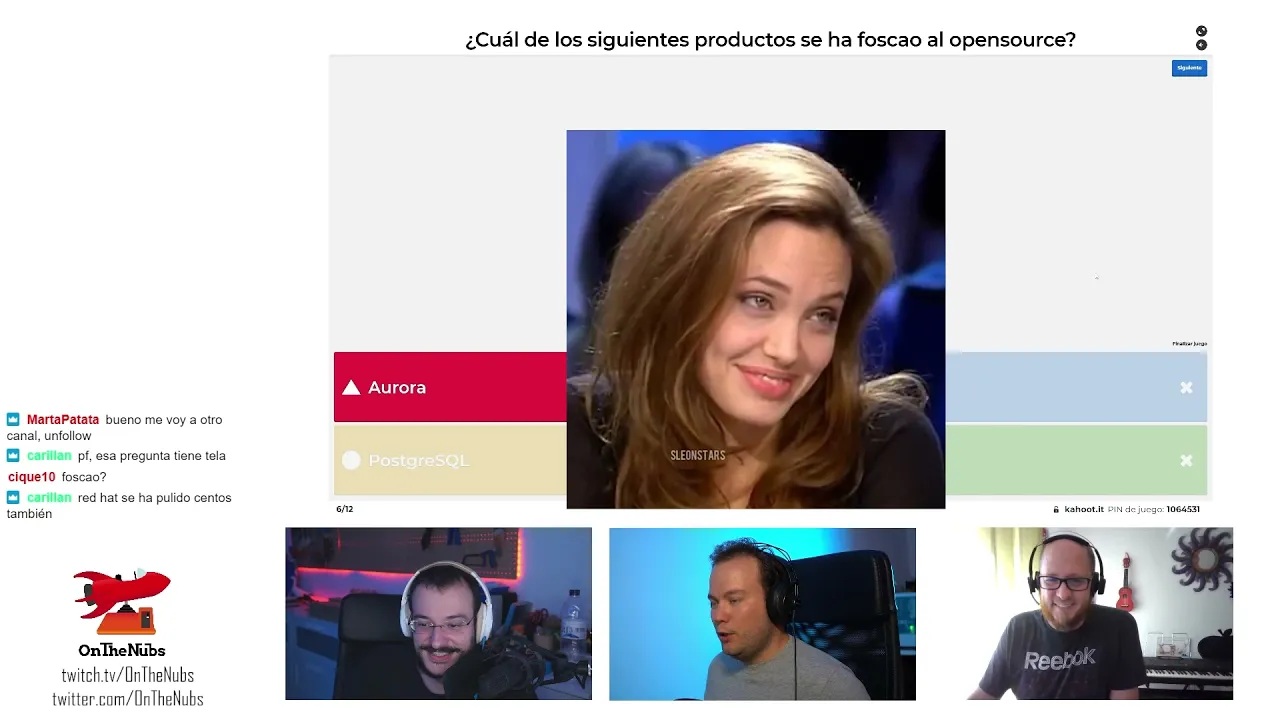 ¿Cuál de los siguientes productos se ha foscao al opensource?
Siguiente
Finalizar juego
Aurora
PostgreSQL
SLEONSTARS
6/12
kahoot.it PIN de juego: 1064531
MartaPatata bueno me voy a otro
canal, unfollow
carillan pf, esa pregunta tiene tela
cique10 foscao?
carillan red hat se ha pulido centos
también
OnTheNubs
twitch.tv/OnTheNubs
twitter.com/OnTheNubs
Reebok